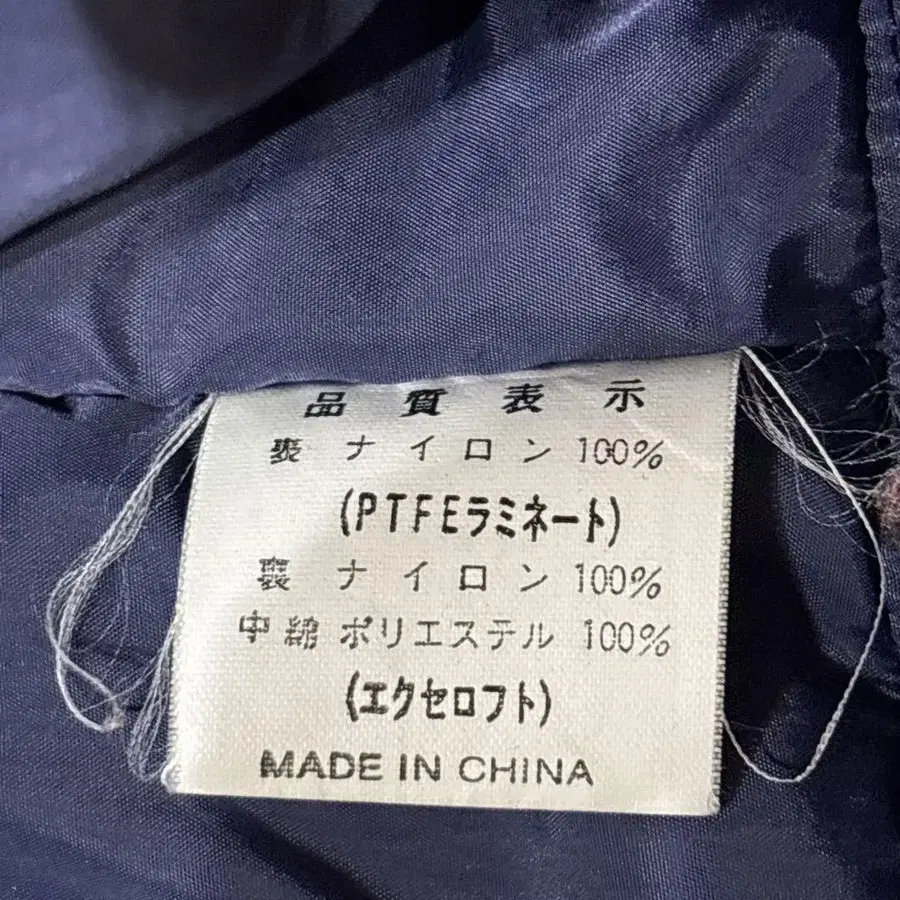 品質表示
表 ナイロン 100%
(PTFEラミネート)
裏 ナイロン 100%
中綿 ポリエステル 100%
(エクセロフト)
MADE IN CHINA